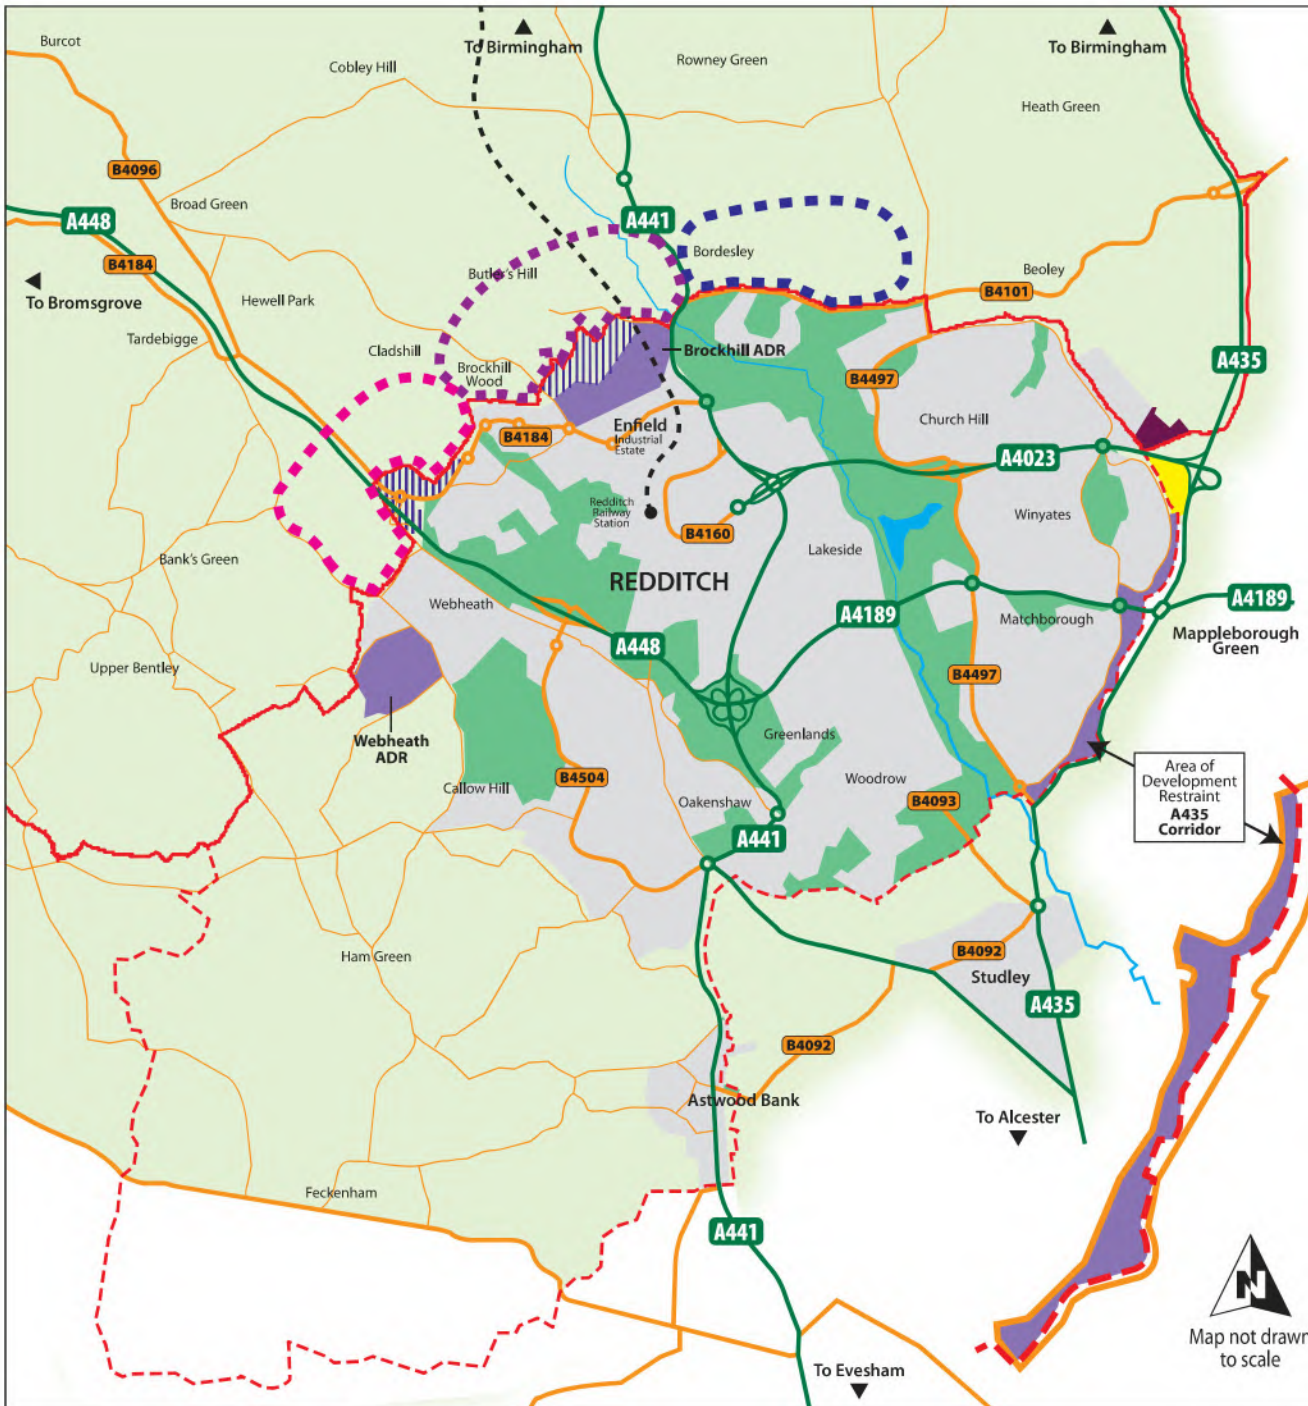 Burcot
To Birmingham
To Birmingham
Cobley Hill
Rowney Green
Heath Green
B4096
Broad Green
A448
A441
B4184
Bordesley
Butler's Hill
Beoley
To Bromsgrove
Hewell Park
B4101
Tardebigge
Cladshill
Brockhill ADR
A435
Brockhill
Wood
B4497
Church Hill
Enfield
Industrial
Estate
B4184
A4023
Redditch
Railway
Station
Winyates
B4160
Lakeside
Bank's Green
REDDITCH
Webheath
A4189
A4189
Matchborough
Mappleborough
Green
A448
Upper Bentley
B4497
Webheath
ADR
Greenlands
Area of
Development
Restraint
A435
Corridor
B4504
Woodrow
Callow Hill
Oakenshaw
B4093
A441
Ham Green
B4092
Studley
A435
B4092
Astwood Bank
To Alcester
Feckenham
A441
N
Map not drawn
to scale
To Evesham